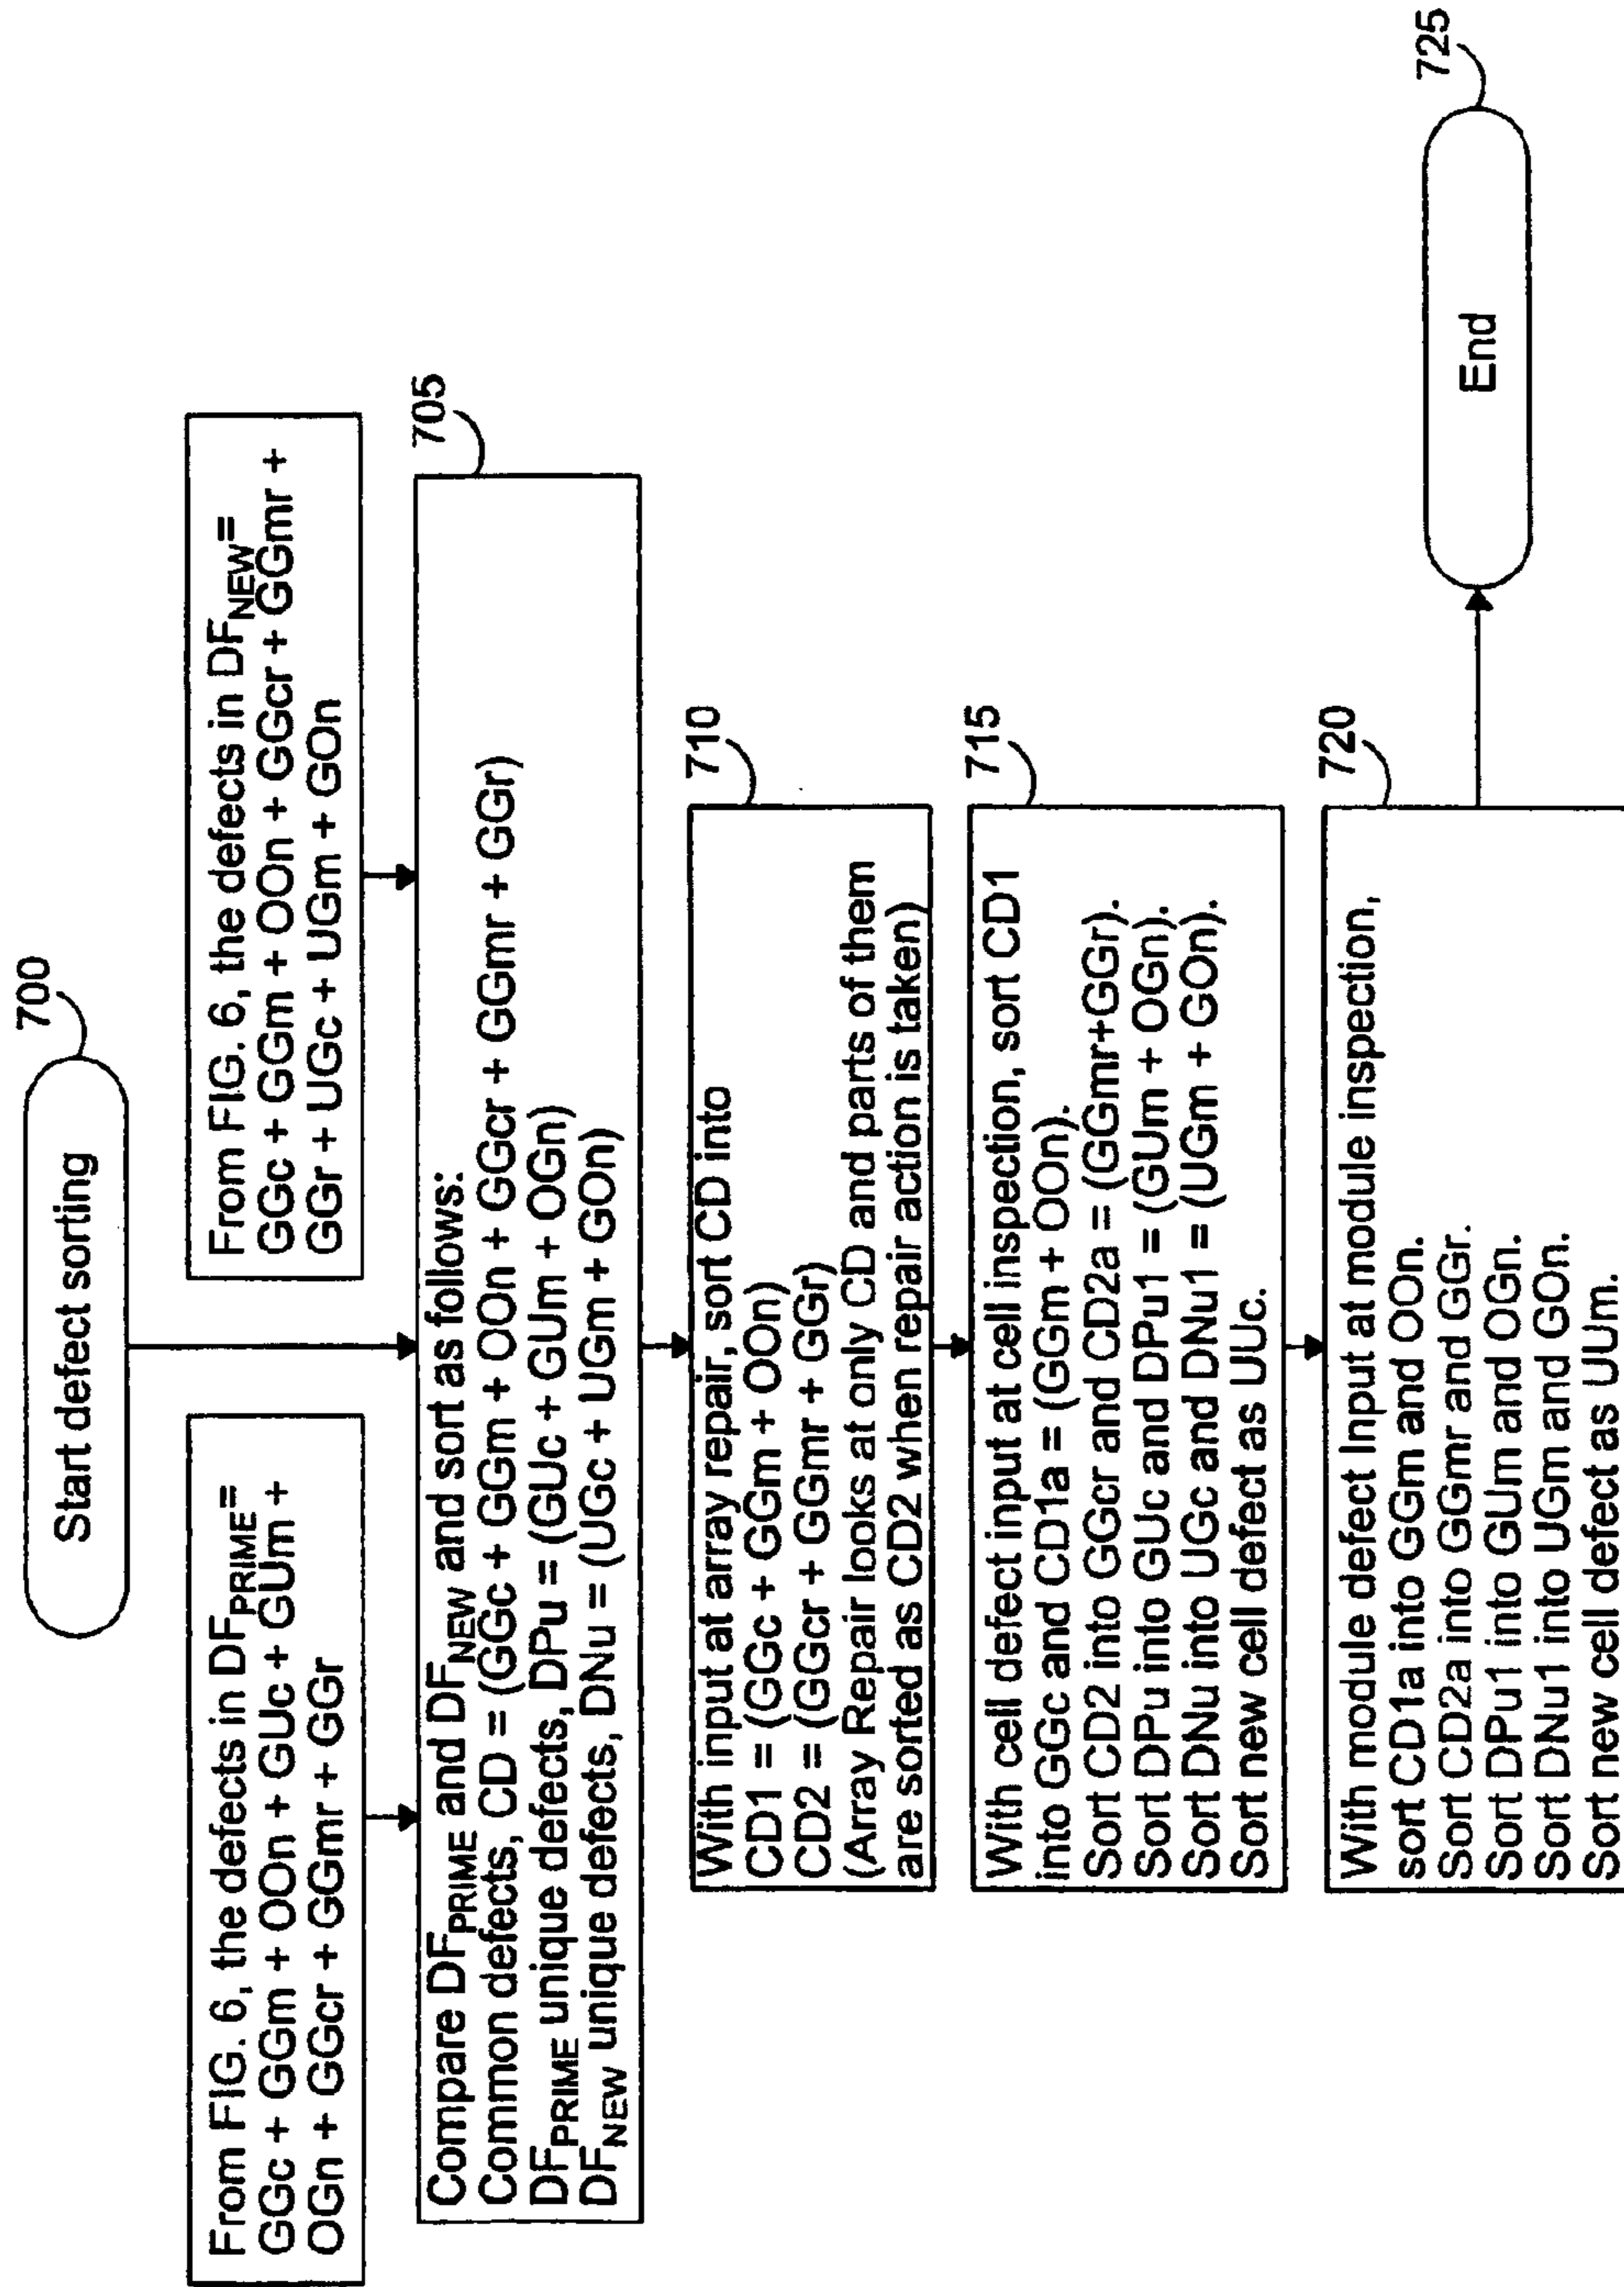 700
Start defect sorting
From FIG. 6, the defects in DFPRIME=
GGc + GGm + OOn + GUc + GUm +
OGn + GGcr + GGmr + GGr
From FIG. 6, the defects in DFNEW=
GGc + GGm + OOn + GGcr + GGmr +
GGr + UGc + UGm + GOn
705
Compare DFPRIME and DFNEW and sort as follows:
Common defects, CD = (GGc + GGm + OOn + GGcr + GGmr + GGr)
DFPRIME unique defects, DPu = (GUc + GUm + OGn)
DFNEW unique defects, DNu = (UGc + UGm + GOn)
710
With input at array repair, sort CD into
CD1 = (GGc + GGm + OOn)
CD2 = (GGcr + GGmr + GGr)
(Array Repair looks at only CD and parts of them
are sorted as CD2 when repair action is taken)
715
With cell defect input at cell inspection, sort CD1
into GGc and CD1a = (GGm + OOn).
Sort CD2 into GGcr and CD2a = (GGmr+GGr).
Sort DPu into GUc and DPu1 = (GUm + OGn).
Sort DNu into UGc and DNu1 = (UGm + GOn).
Sort new cell defect as UUc.
720
With module defect Input at module inspection,
sort CD1a into GGm and OOn.
Sort CD2a into GGmr and GGr.
Sort DPu1 into GUm and OGn.
Sort DNu1 into UGm and GOn.
Sort new cell defect as UUm.
725
End